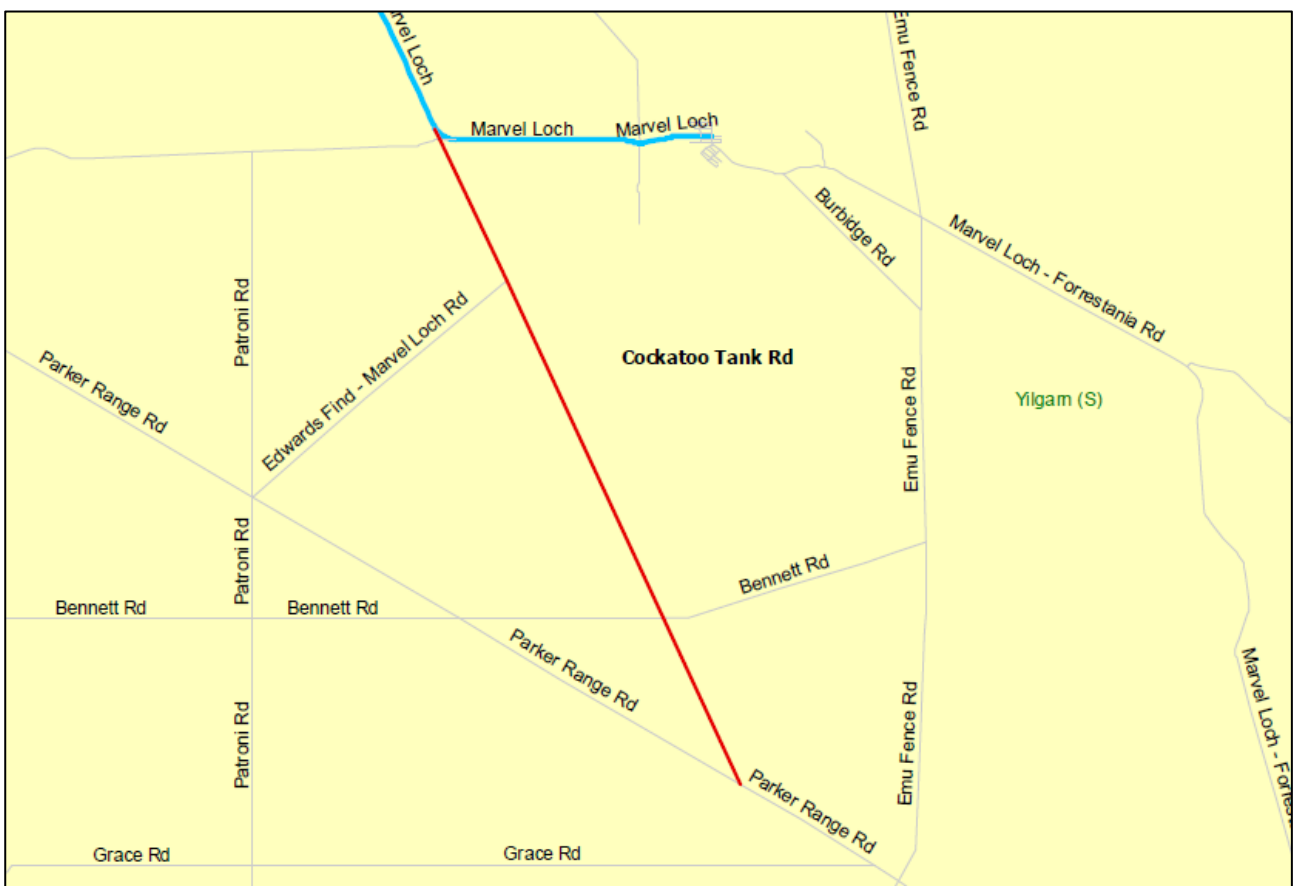 rvel Loch
Emu Fence Rd
Marvel Loch
Marvel Loch
Burbidge Rd
Marvel Loch - Forrestania Rd
Patroni Rd
Edwards Find - Marvel Loch Rd
Parker Range Rd
Cockatoo Tank Rd
Emu Fence Rd
Yilgarn (S)
Patroni Rd
Bennett Rd
Bennett Rd
Bennett Rd
Parker Range Rd
Patroni Rd
Emu Fence Rd
Marvel Loch - Forres
Parker Range Rd
Grace Rd
Grace Rd